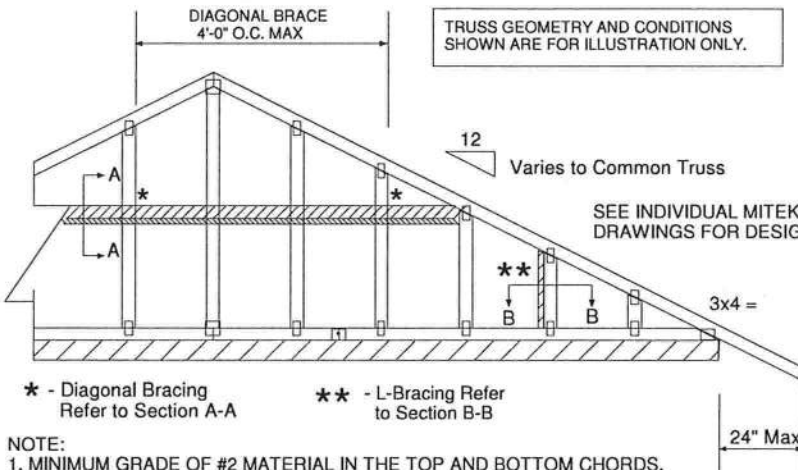 DIAGONAL BRACE
4'-0" O.C. MAX
TRUSS GEOMETRY AND CONDITIONS
SHOWN ARE FOR ILLUSTRATION ONLY.
12
Varies to Common Truss
A
*
*
A
SEE INDIVIDUAL MITEK
DRAWINGS FOR DESIG
**
B
B
3x4 =
* - Diagonal Bracing
Refer to Section A-A
** - L-Bracing Refer
to Section B-B
24" Max
NOTE:
1. MINIMUM GRADE OF #2 MATERIAL IN THE TOP AND BOTTOM CHORDS.